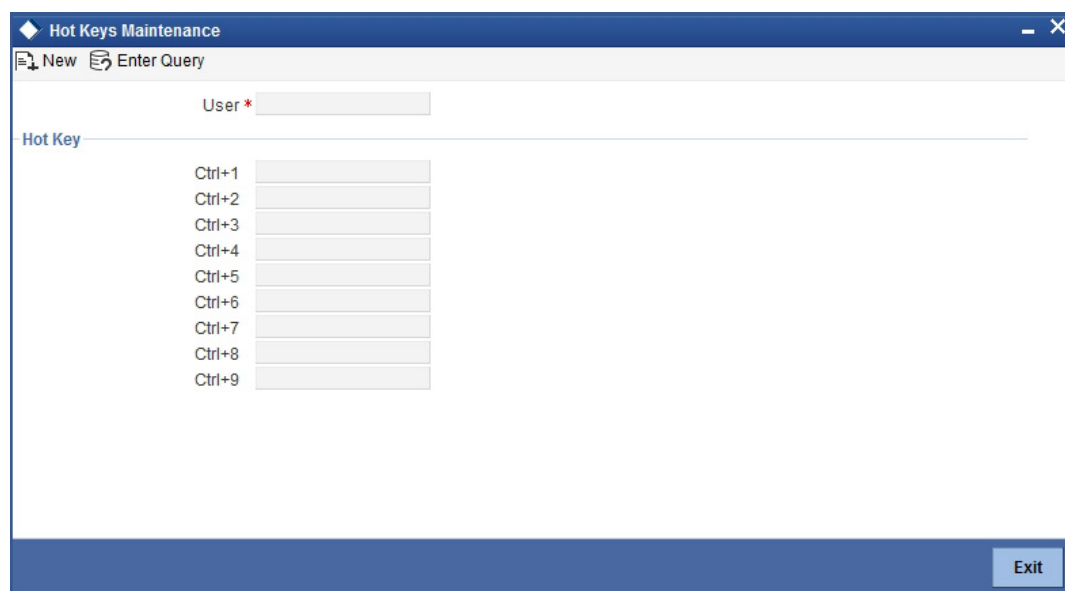 Hot Keys Maintenance
New Enter Query
User *
Hot Key
Ctrl+1
Ctrl+2
Ctrl+3
Ctrl+4
Ctrl+5
Ctrl+6
Ctrl+7
Ctrl+8
Ctrl+9
Exit